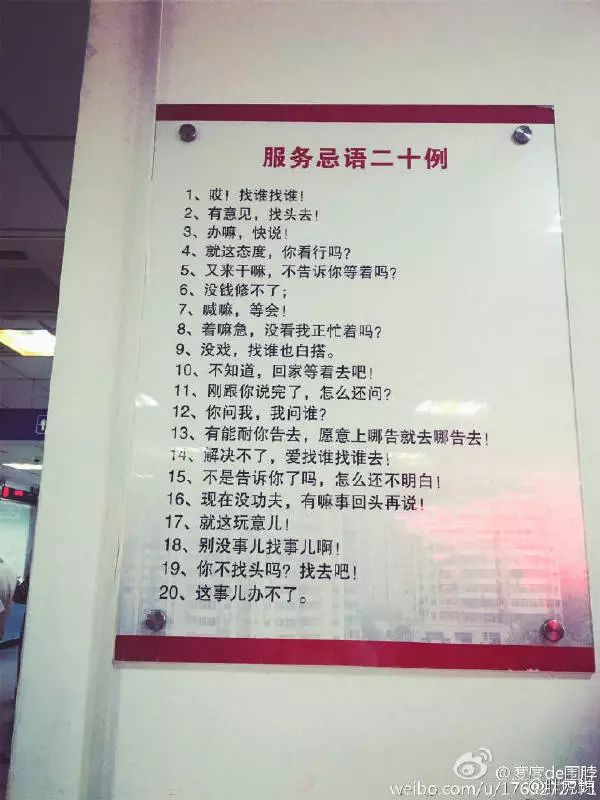 服务忌语二十例
1、哎！找谁找谁！
2、有意见，找头去！
3、办嘛，快说！
4、就这态度，你看行吗？
5、又来干嘛，不告诉你等着吗？
6、没钱修不了；
7、喊嘛，等会！
8、着嘛急，没看我正忙着吗？
9、没戏，找谁也白搭。
10、不知道，回家等着去吧！
11、刚跟你说完了，怎么还问？
12、你问我，我问谁？
13、有能耐你告去，愿意上哪告就去哪告去！
14、解决不了，爱找谁找谁去！
15、不是告诉你了吗，怎么还不明白！
16、现在没功夫，有嘛事回头再说！
17、就这玩意儿！
18、别没事儿找事儿啊！
19、你不找头吗？找去吧！
20、这事儿办不了。
de围脖
weibo.com/u/1769